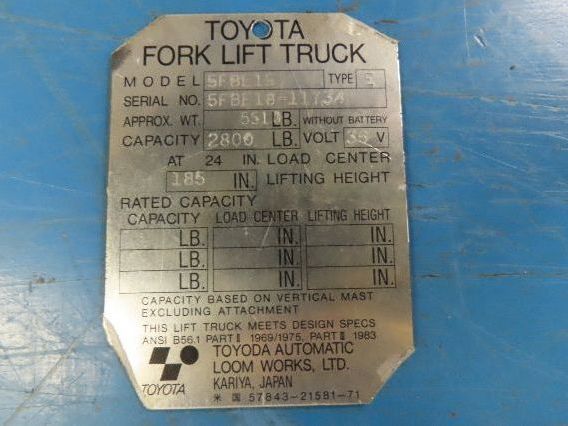 TOYOTA
FORK LIFT TRUCK
MODEL 5FBE18 TYPE E
SERIAL NO. 5FBE18-11734
APPROX. WT. LB. WITHOUT BATTERY
CAPACITY 2800 LB. VOLT 36 V
AT 24 IN. LOAD CENTER
185 IN. LIFTING HEIGHT
RATED CAPACITY
CAPACITY LOAD CENTER LIFTING HEIGHT
LB. IN. IN.
LB. IN. IN.
LB. IN. IN.
CAPACITY BASED ON VERTICAL MAST
EXCLUDING ATTACHMENT
THIS LIFT TRUCK MEETS DESIGN SPECS
ANSI B56.1 PART II 1969/1975, PART III 1983
TOYODA AUTOMATIC
LOOM WORKS, LTD.
KARIYA, JAPAN
TOYOTA
米 国 57843-21581-71